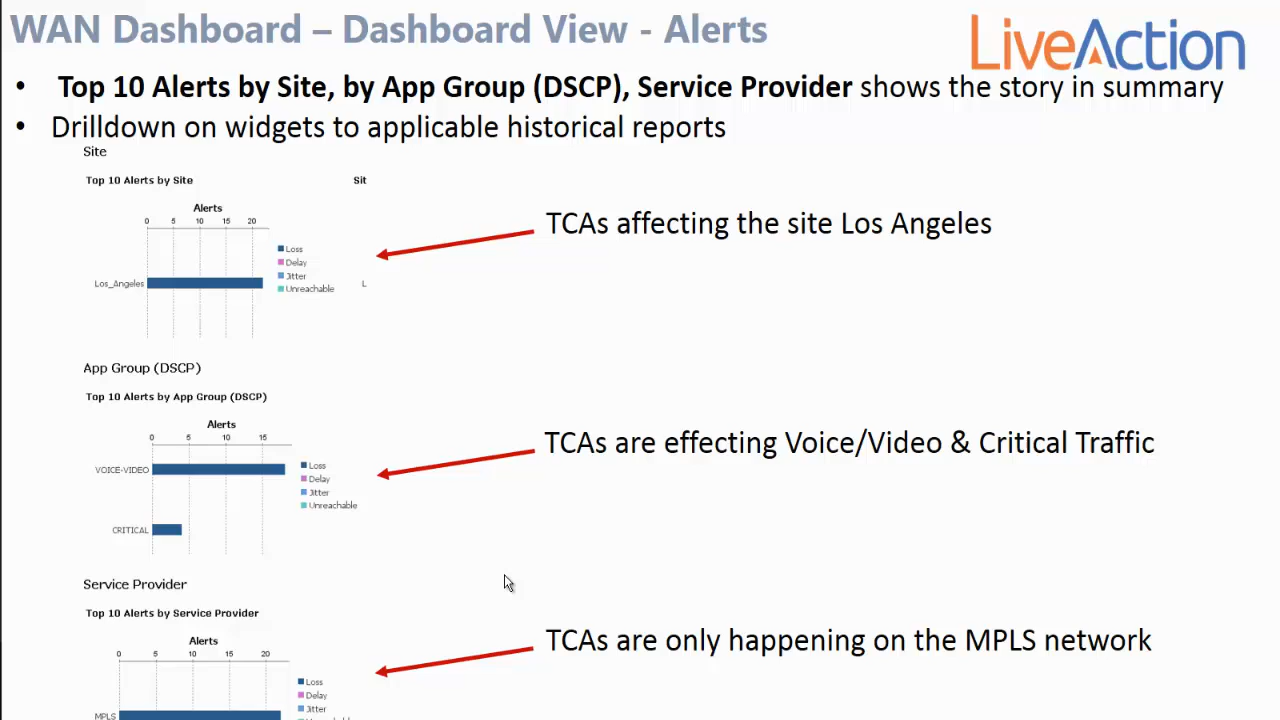 WAN Dashboard – Dashboard View - Alerts
LiveAction
• Top 10 Alerts by Site, by App Group (DSCP), Service Provider shows the story in summary
• Drilldown on widgets to applicable historical reports
Site
Top 10 Alerts by Site
Sit
Alerts
0 5 10 15 20
Loss
Delay
Jitter
Unreachable
Los_Angeles
L
TCAs affecting the site Los Angeles
App Group (DSCP)
Top 10 Alerts by App Group (DSCP)
Alerts
0 5 10 15
VOICE-VIDEO
Loss
Delay
Jitter
Unreachable
CRITICAL
TCAs are effecting Voice/Video & Critical Traffic
Service Provider
Top 10 Alerts by Service Provider
Alerts
0 5 10 15 20
Loss
Delay
Jitter
MPLS
TCAs are only happening on the MPLS network